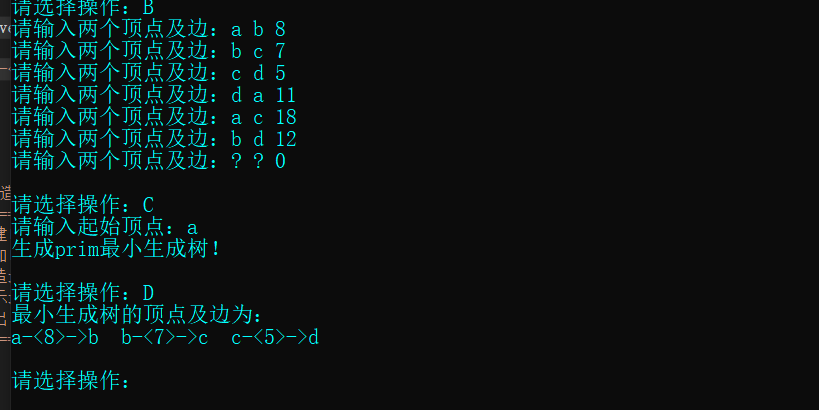 请选择操作：B
请输入两个顶点及边：a b 8
请输入两个顶点及边：b c 7
请输入两个顶点及边：c d 5
请输入两个顶点及边：d a 11
请输入两个顶点及边：a c 18
请输入两个顶点及边：b d 12
请输入两个顶点及边：? ? 0
请选择操作：C
请输入起始顶点：a
生成prim最小生成树！
请选择操作：D
最小生成树的顶点及边为：
a-<8>->b  b-<7>->c  c-<5>->d
请选择操作：